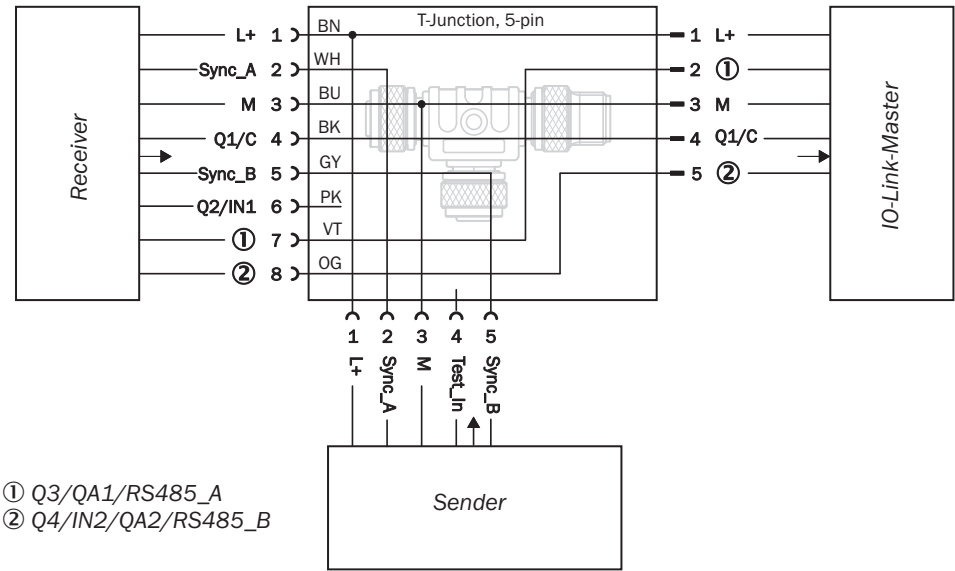 T-Junction, 5-pin
L+ 1 BN 1 L+
Sync_A 2 WH 2 ①
M 3 BU 3 M
Q1/C 4 BK 4 Q1/C
Sync_B 5 GY 5 ②
Q2/IN1 6 PK
① 7 VT
② 8 OG
Receiver
IO-Link-Master
1 2 3 4 5
L+ Sync_A M Test_In Sync_B
Sender
① Q3/QA1/RS485_A
② Q4/IN2/QA2/RS485_B